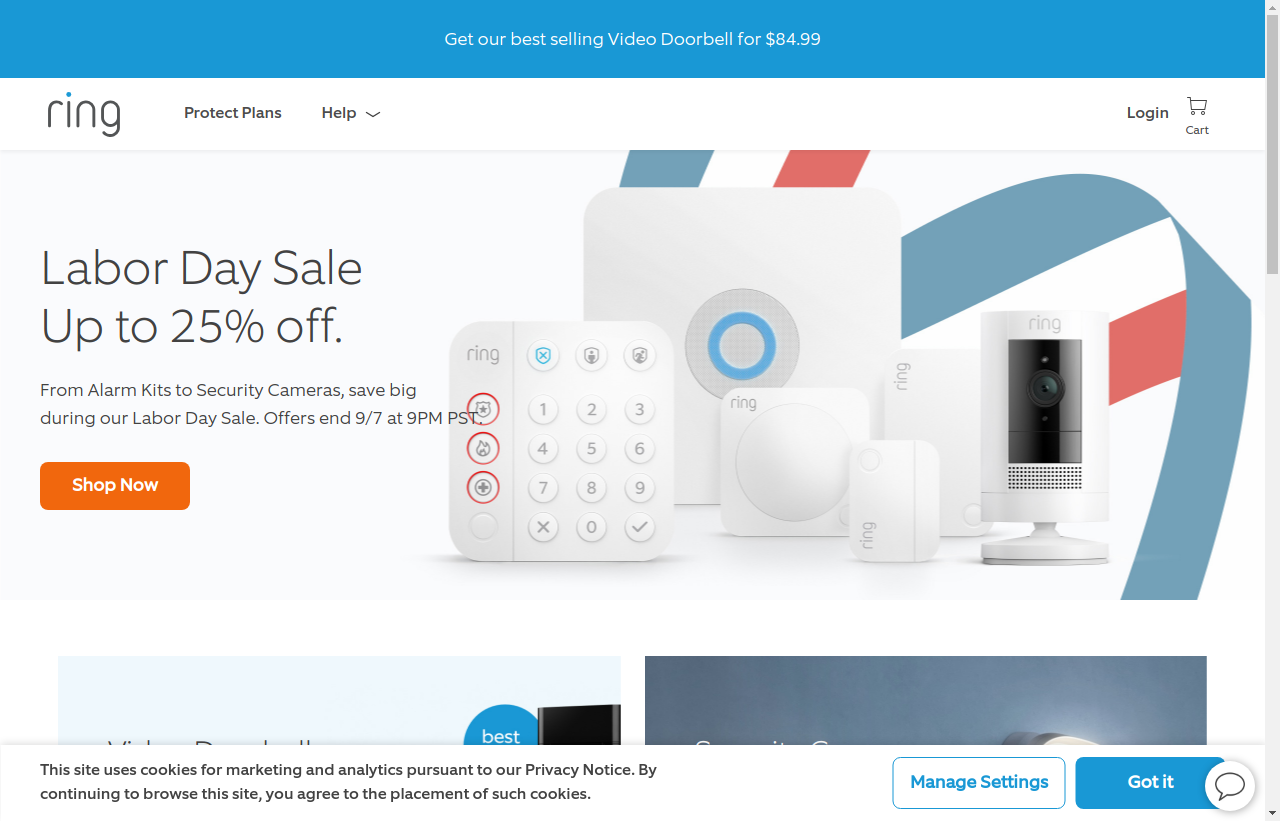 Get our best selling Video Doorbell for $84.99
ring
Protect Plans
Help
Login
Cart
Labor Day Sale
Up to 25% off.
From Alarm Kits to Security Cameras, save big
during our Labor Day Sale. Offers end 9/7 at 9PM PST.
Shop Now
ring
1 2 3
4 5 6
7 8 9
0
ring
ring
ring
ring
best
This site uses cookies for marketing and analytics pursuant to our Privacy Notice. By
continuing to browse this site, you agree to the placement of such cookies.
Manage Settings
Got it